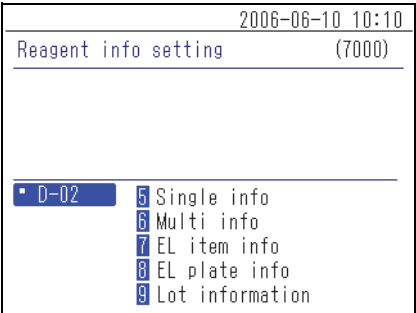 2006-06-10 10:10
Reagent info setting (7000)
D-02
5 Single info
6 Multi info
7 EL item info
8 EL plate info
9 Lot information